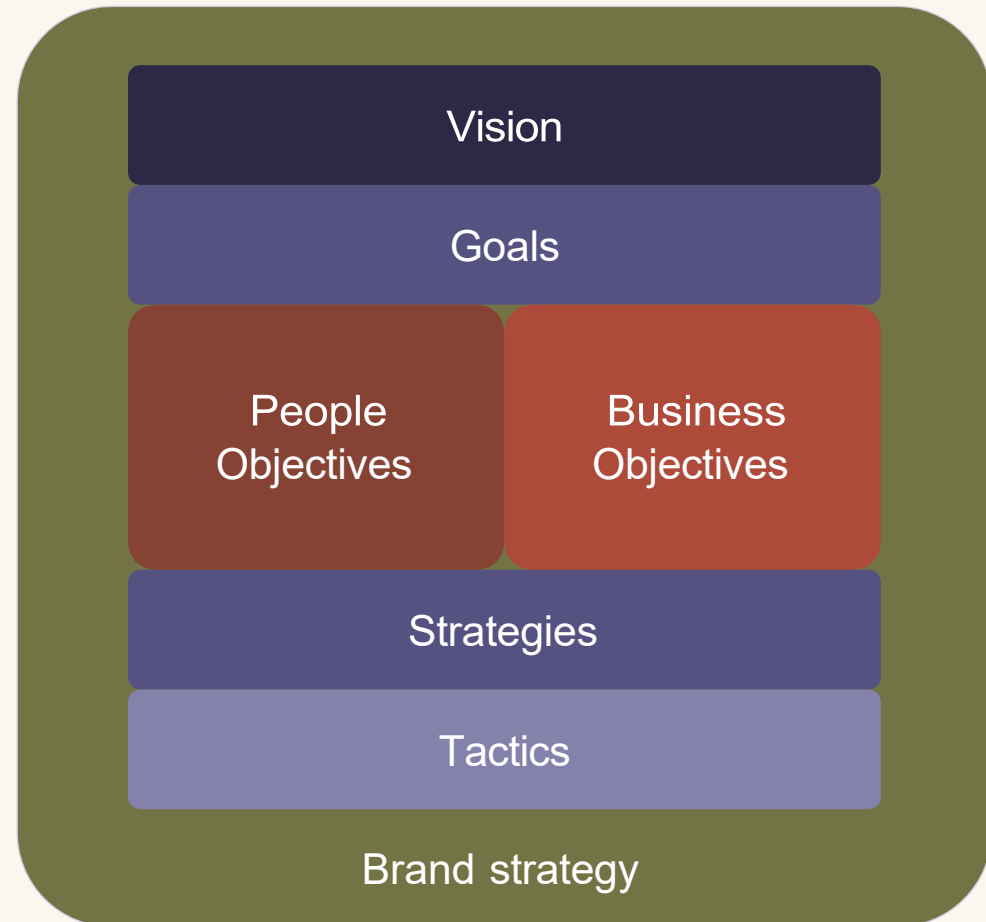 Vision
Goals
People
Objectives
Business
Objectives
Strategies
Tactics
Brand strategy